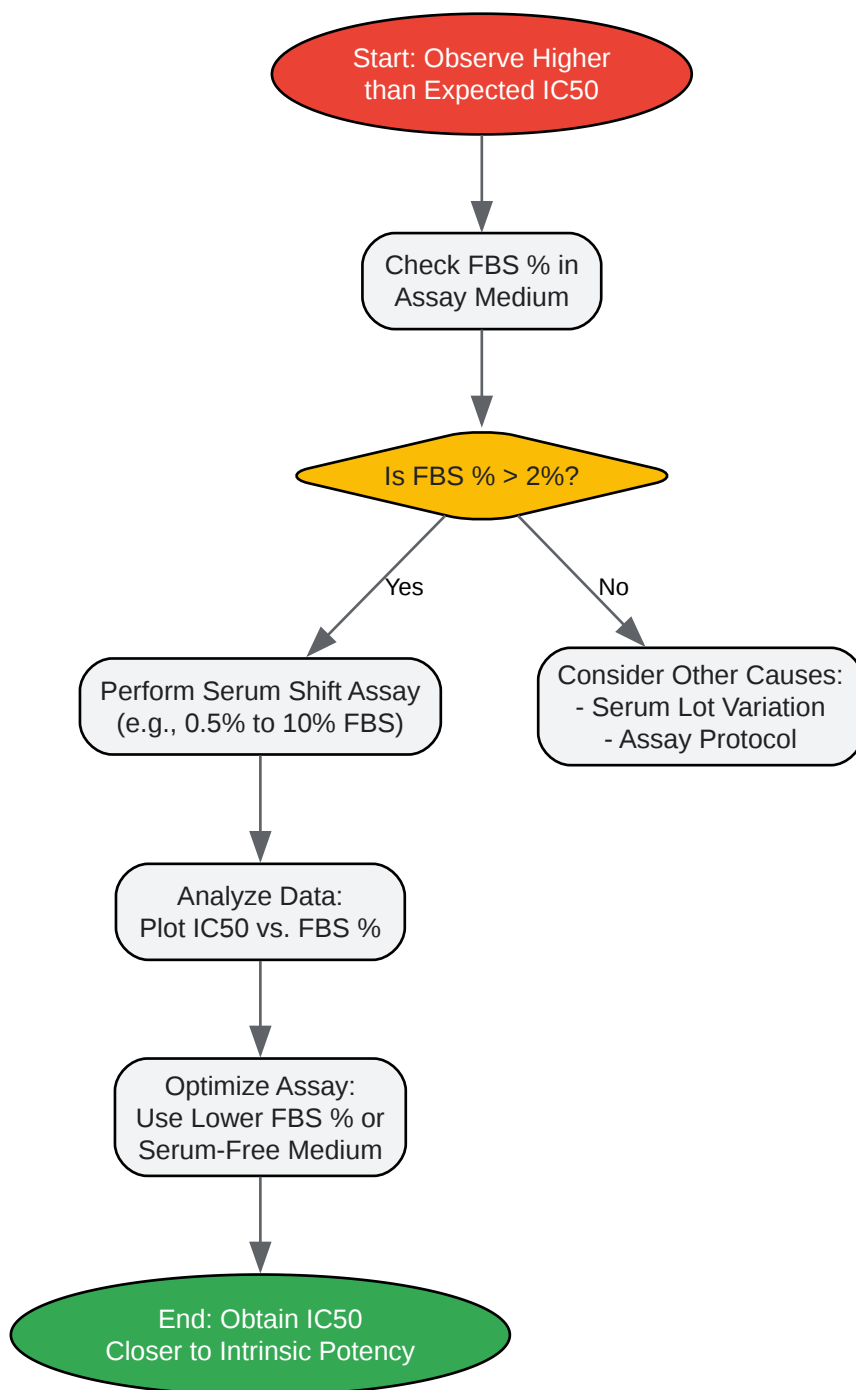 Start: Observe Higher
than Expected IC50
Check FBS % in
Assay Medium
Is FBS % > 2%?
Yes
No
Perform Serum Shift Assay
(e.g., 0.5% to 10% FBS)
Consider Other Causes:
- Serum Lot Variation
- Assay Protocol
Analyze Data:
Plot IC50 vs. FBS %
Optimize Assay:
Use Lower FBS % or
Serum-Free Medium
End: Obtain IC50
Closer to Intrinsic Potency